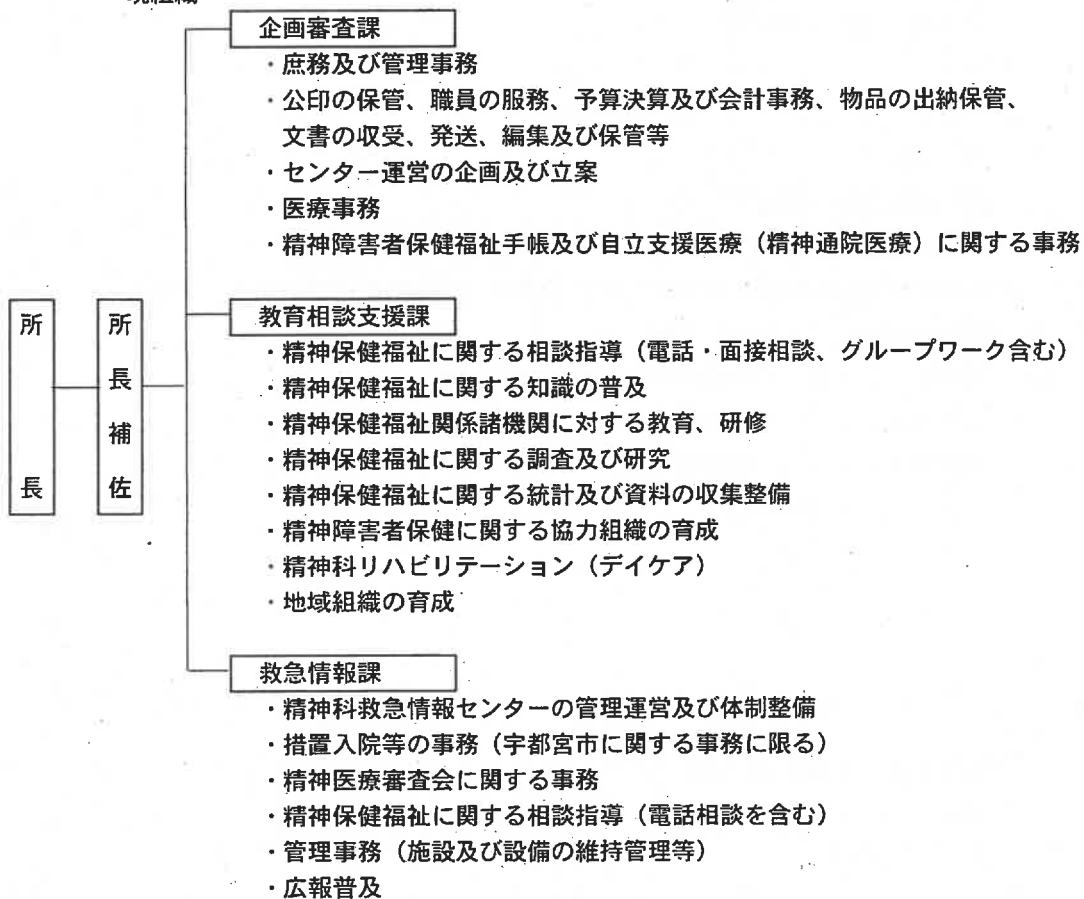 企画審査課
・庶務及び管理事務
・公印の保管、職員の服務、予算決算及び会計事務、物品の出納保管、
文書の収受、発送、編集及び保管等
・センター運営の企画及び立案
・医療事務
・精神障害者保健福祉手帳及び自立支援医療（精神通院医療）に関する事務
所長
所長補佐
教育相談支援課
・精神保健福祉に関する相談指導（電話・面接相談、グループワーク含む）
・精神保健福祉に関する知識の普及
・精神保健福祉関係諸機関に対する教育、研修
・精神保健福祉に関する調査及び研究
・精神保健福祉に関する統計及び資料の収集整備
・精神障害者保健に関する協力組織の育成
・精神科リハビリテーション（デイケア）
・地域組織の育成
救急情報課
・精神科救急情報センターの管理運営及び体制整備
・措置入院等の事務（宇都宮市に関する事務に限る）
・精神医療審査会に関する事務
・精神保健福祉に関する相談指導（電話相談を含む）
・管理事務（施設及び設備の維持管理等）
・広報普及